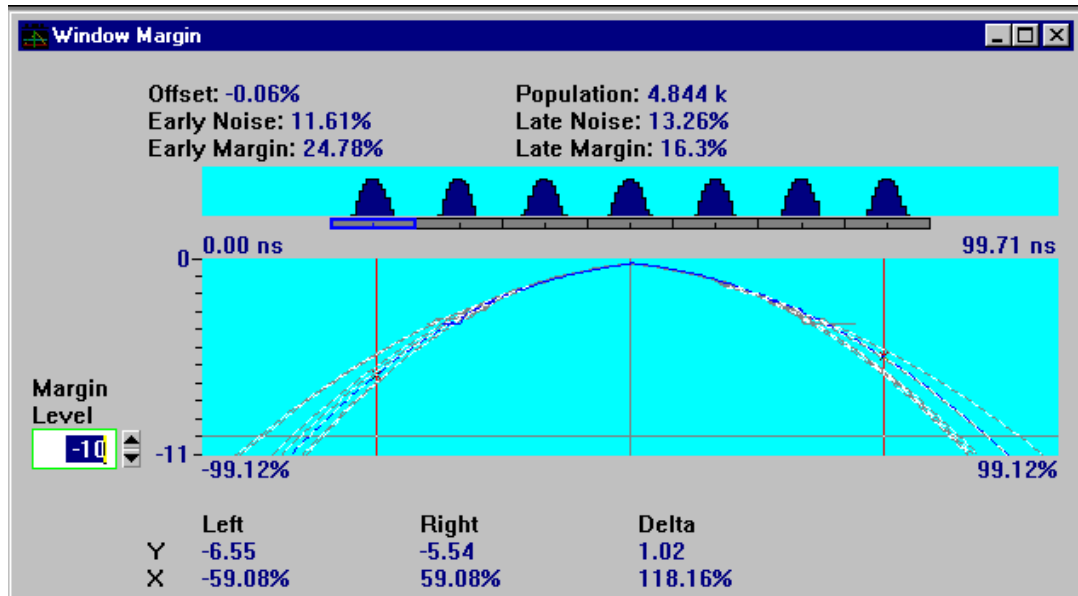 Window Margin
Offset: -0.06% Population: 4.844 k
Early Noise: 11.61% Late Noise: 13.26%
Early Margin: 24.78% Late Margin: 16.3%
0.00 ns 99.71 ns
0
Margin
Level
-10
-11
-99.12% 99.12%
Left Right Delta
Y -6.55 -5.54 1.02
X -59.08% 59.08% 118.16%